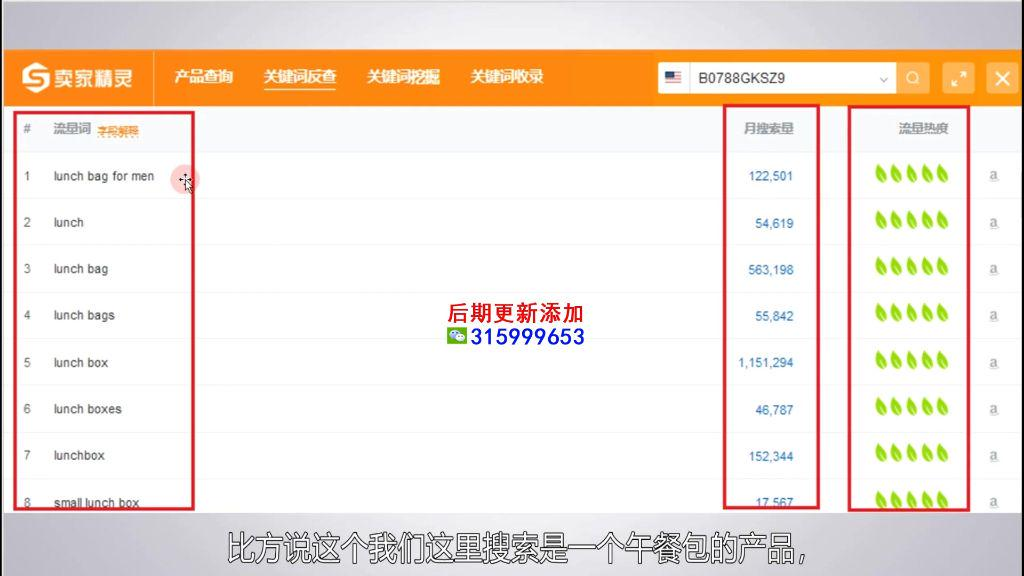 卖家精灵 产品查询 关键词反查 关键词挖掘 关键词收录 B0788GKSZ9
# 流量词 字段解释 月搜索量 流量热度
1 lunch bag for men 122,501 a
2 lunch 54,619 a
3 lunch bag 563,198 a
4 lunch bags 55,842 a
后期更新添加
315999653
5 lunch box 1,151,294 a
6 lunch boxes 46,787 a
7 lunchbox 152,344 a
8 small lunch box 17,567 a
比方说这个我们这里搜索是一个午餐包的产品,